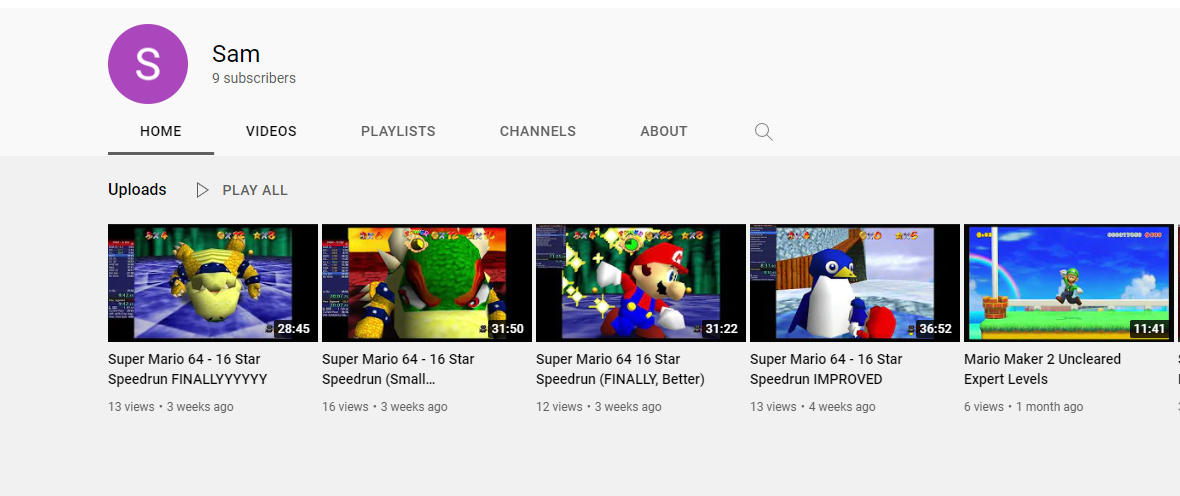 S
Sam
9 subscribers
HOME VIDEOS PLAYLISTS CHANNELS ABOUT
Uploads PLAY ALL
28:45 31:50 31:22 36:52 11:41
Super Mario 64 - 16 Star
Speedrun FINALLYYYYYY
13 views • 3 weeks ago
Super Mario 64 - 16 Star
Speedrun (Small...
16 views • 3 weeks ago
Super Mario 64 16 Star
Speedrun (FINALLY, Better)
12 views • 3 weeks ago
Super Mario 64 - 16 Star
Speedrun IMPROVED
13 views • 4 weeks ago
Mario Maker 2 Uncleared
Expert Levels
6 views • 1 month ago